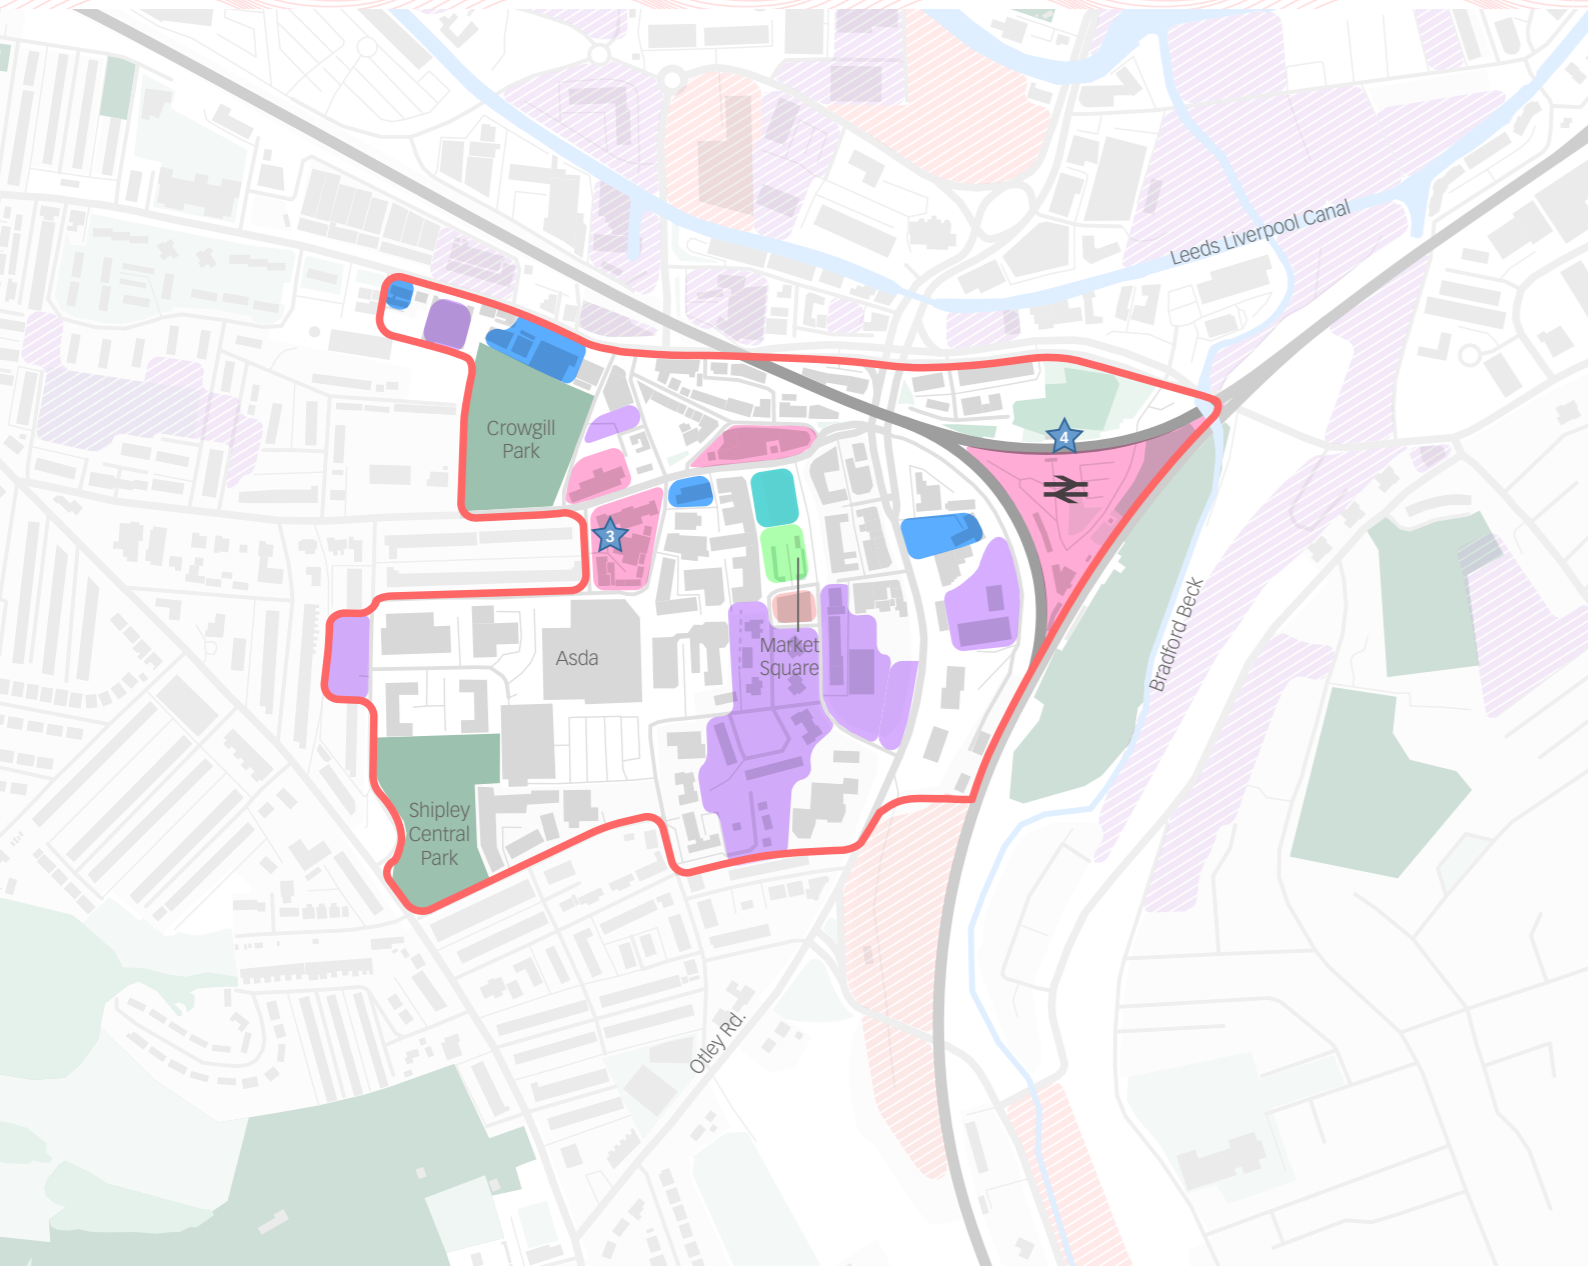 Leeds Liverpool Canal
Crowgill
Park
4
3
Bradford Beck
Asda
Market
Square
Shipley
Central
Park
Otley Rd.